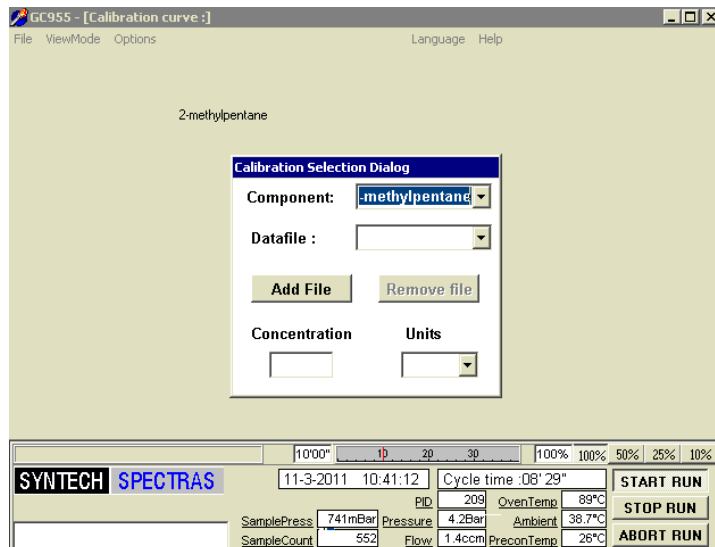 GC955 - [Calibration curve :]
File ViewMode Options Language Help
2-methylpentane
Calibration Selection Dialog
Component: -methylpentane
Datafile :
Add File Remove file
Concentration Units
10'00" 10 20 30 100% 100% 50% 25% 10%
SYNTECH SPECTRAS 11-3-2011 10:41:12 Cycle time :08' 29" START RUN
PID 209 OvenTemp 89°C STOP RUN
SamplePress 741mBar Pressure 4.2Bar Ambient 38.7°C
SampleCount 552 Flow 1.4ccm PreconTemp 26°C ABORT RUN